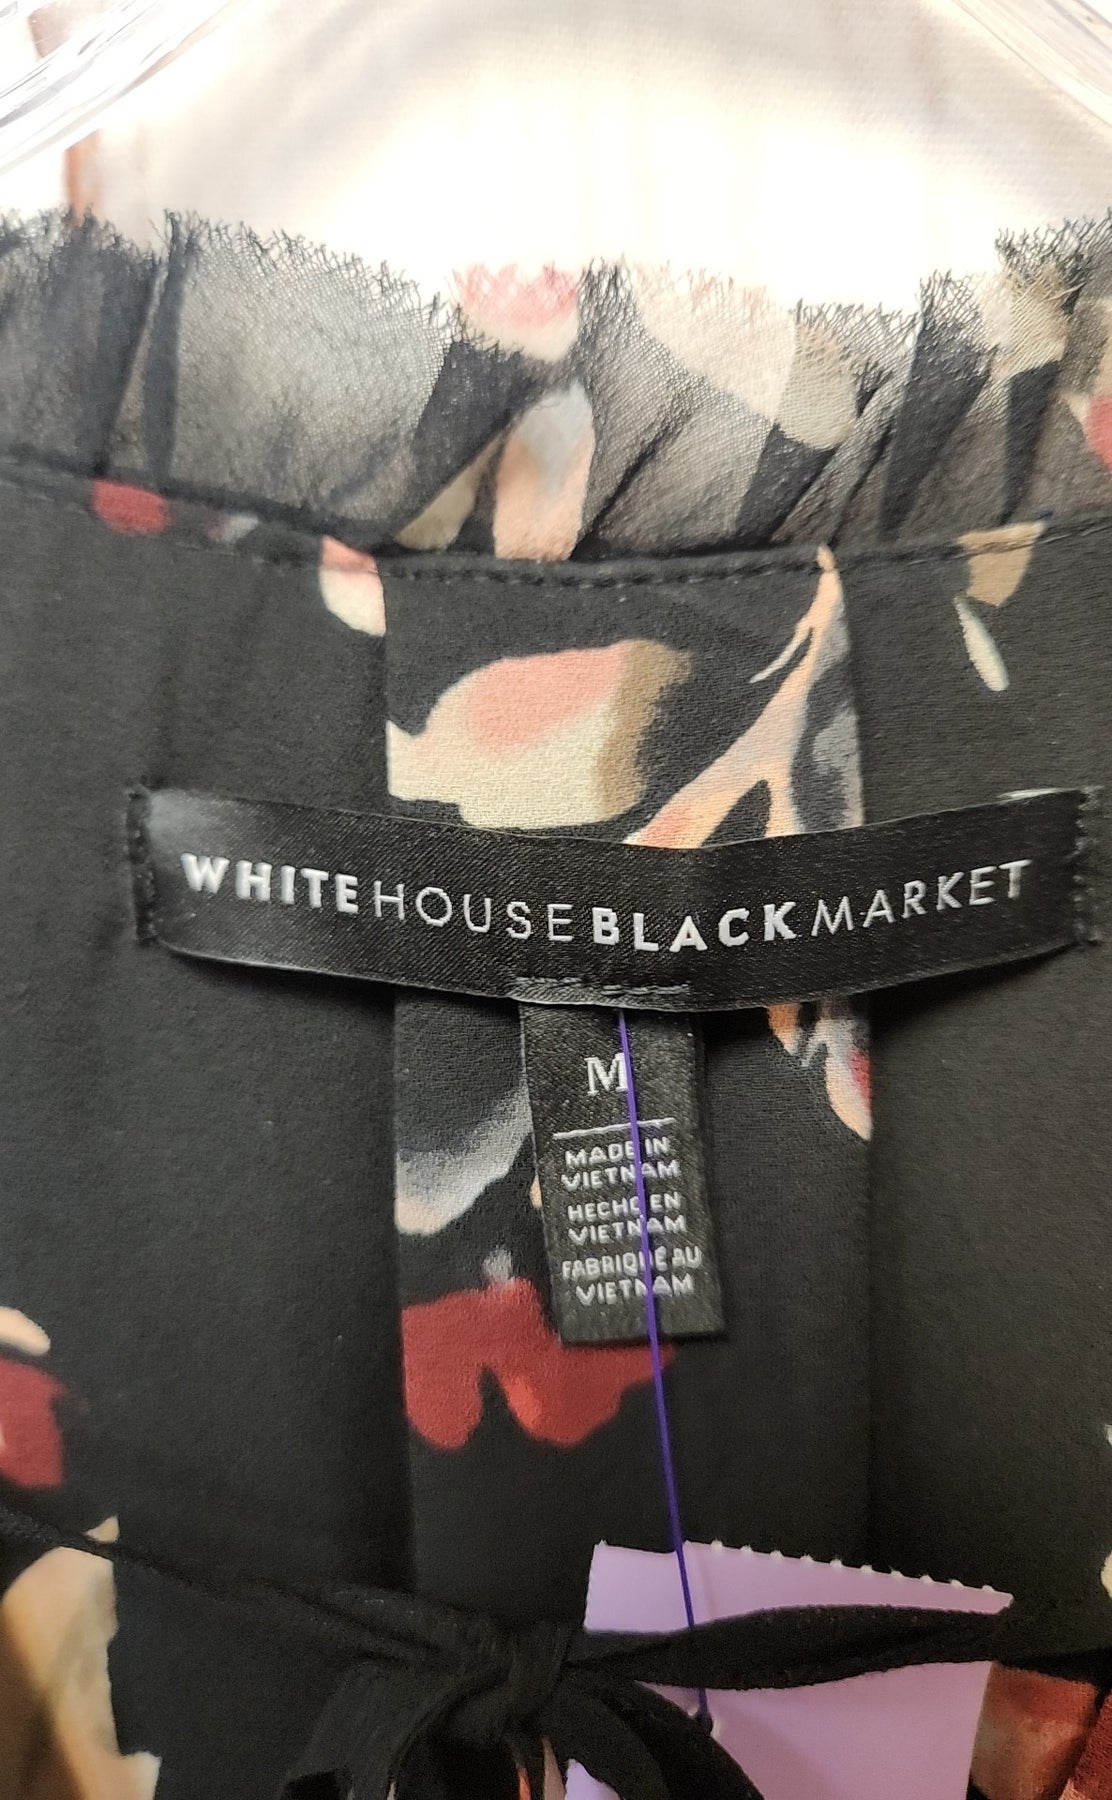 WHITEHOUSEBLACKMARKET
M
MADE IN
VIETNAM
HECHO EN
VIETNAM
FABRIQUÉ AU
VIETNAM